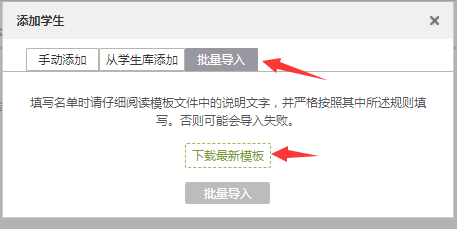 添加学生
手动添加 从学生库添加 批量导入
填写名单时请仔细阅读模板文件中的说明文字，并严格按照其中所述规则填
写。否则可能会导入失败。
下载最新模板
批量导入